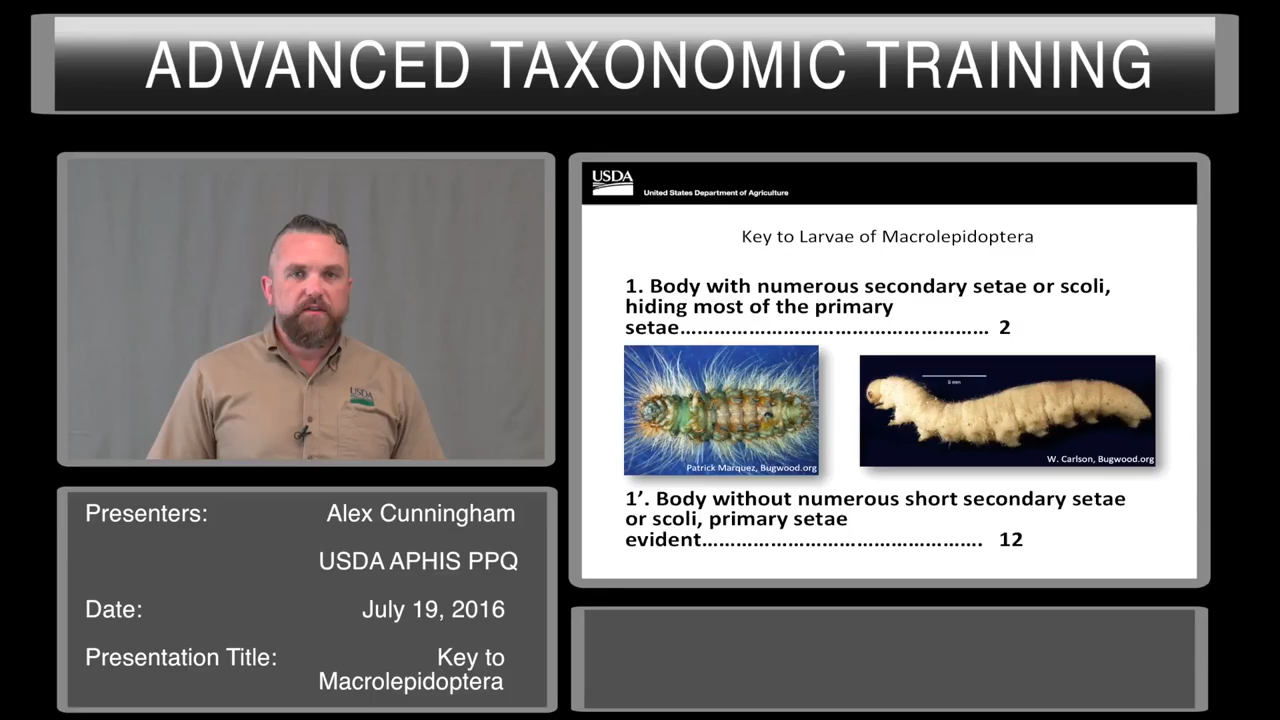 ADVANCED TAXONOMIC TRAINING
USDA
USDA
United States Department of Agriculture
Key to Larvae of Macrolepidoptera
1. Body with numerous secondary setae or scoli,
hiding most of the primary
setae……………………………………………… 2
5 mm
Patrick Marquez, Bugwood.org
W. Carlson, Bugwood.org
1’. Body without numerous short secondary setae
or scoli, primary setae
evident…………………………………………. 12
Presenters: Alex Cunningham
USDA APHIS PPQ
Date: July 19, 2016
Presentation Title: Key to
Macrolepidoptera